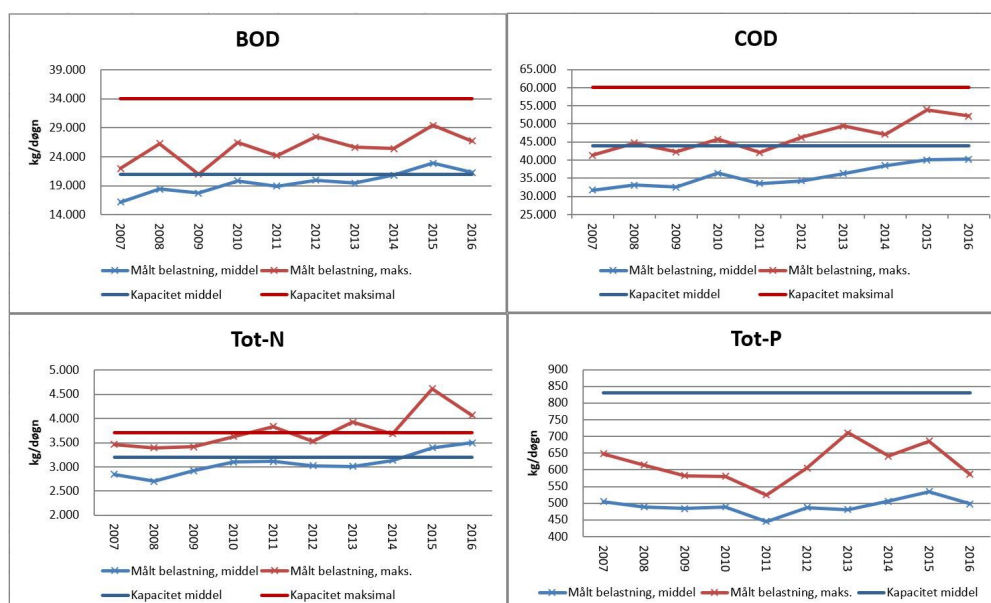 BOD
39.000
34.000
29.000
24.000
19.000
14.000
kg/døgn
2007 2008 2009 2010 2011 2012 2013 2014 2015 2016
Målt belastning, middel Målt belastning, maks.
Kapacitet middel Kapacitet maksimal
COD
65.000
60.000
55.000
50.000
45.000
40.000
35.000
30.000
25.000
kg/døgn
2007 2008 2009 2010 2011 2012 2013 2014 2015 2016
Målt belastning, middel Målt belastning, maks.
Kapacitet middel Kapacitet maksimal
Tot-N
5.000
4.500
4.000
3.500
3.000
2.500
2.000
kg/døgn
2007 2008 2009 2010 2011 2012 2013 2014 2015 2016
Målt belastning, middel Målt belastning, maks.
Kapacitet middel Kapacitet maksimal
Tot-P
900
850
800
750
700
650
600
550
500
450
400
kg/døgn
2007 2008 2009 2010 2011 2012 2013 2014 2015 2016
Målt belastning, middel Målt belastning, maks. Kapacitet middel